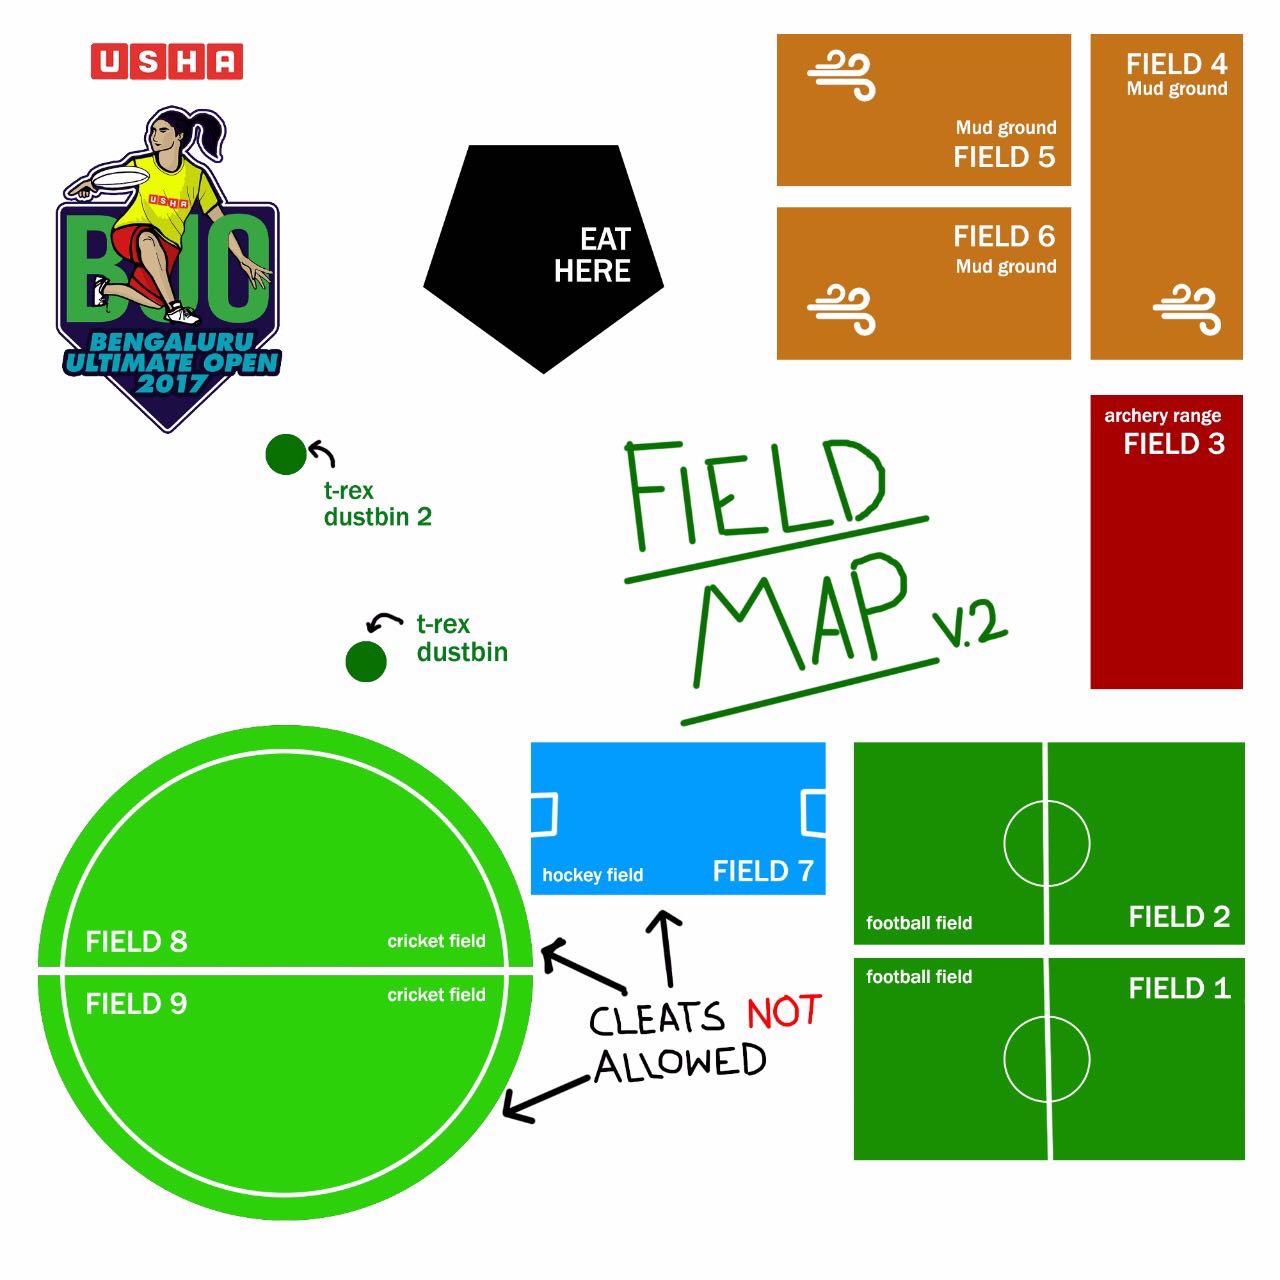 USHA
USHA
BUO
BENGALURU
ULTIMATE OPEN
2017
EAT
HERE
Mud ground
FIELD 5
FIELD 4
Mud ground
FIELD 6
Mud ground
archery range
FIELD 3
t-rex
dustbin 2
FIELD
MAP v.2
t-rex
dustbin
hockey field FIELD 7
football field FIELD 2
FIELD 8 cricket field
FIELD 9 cricket field
football field FIELD 1
CLEATS NOT
ALLOWED